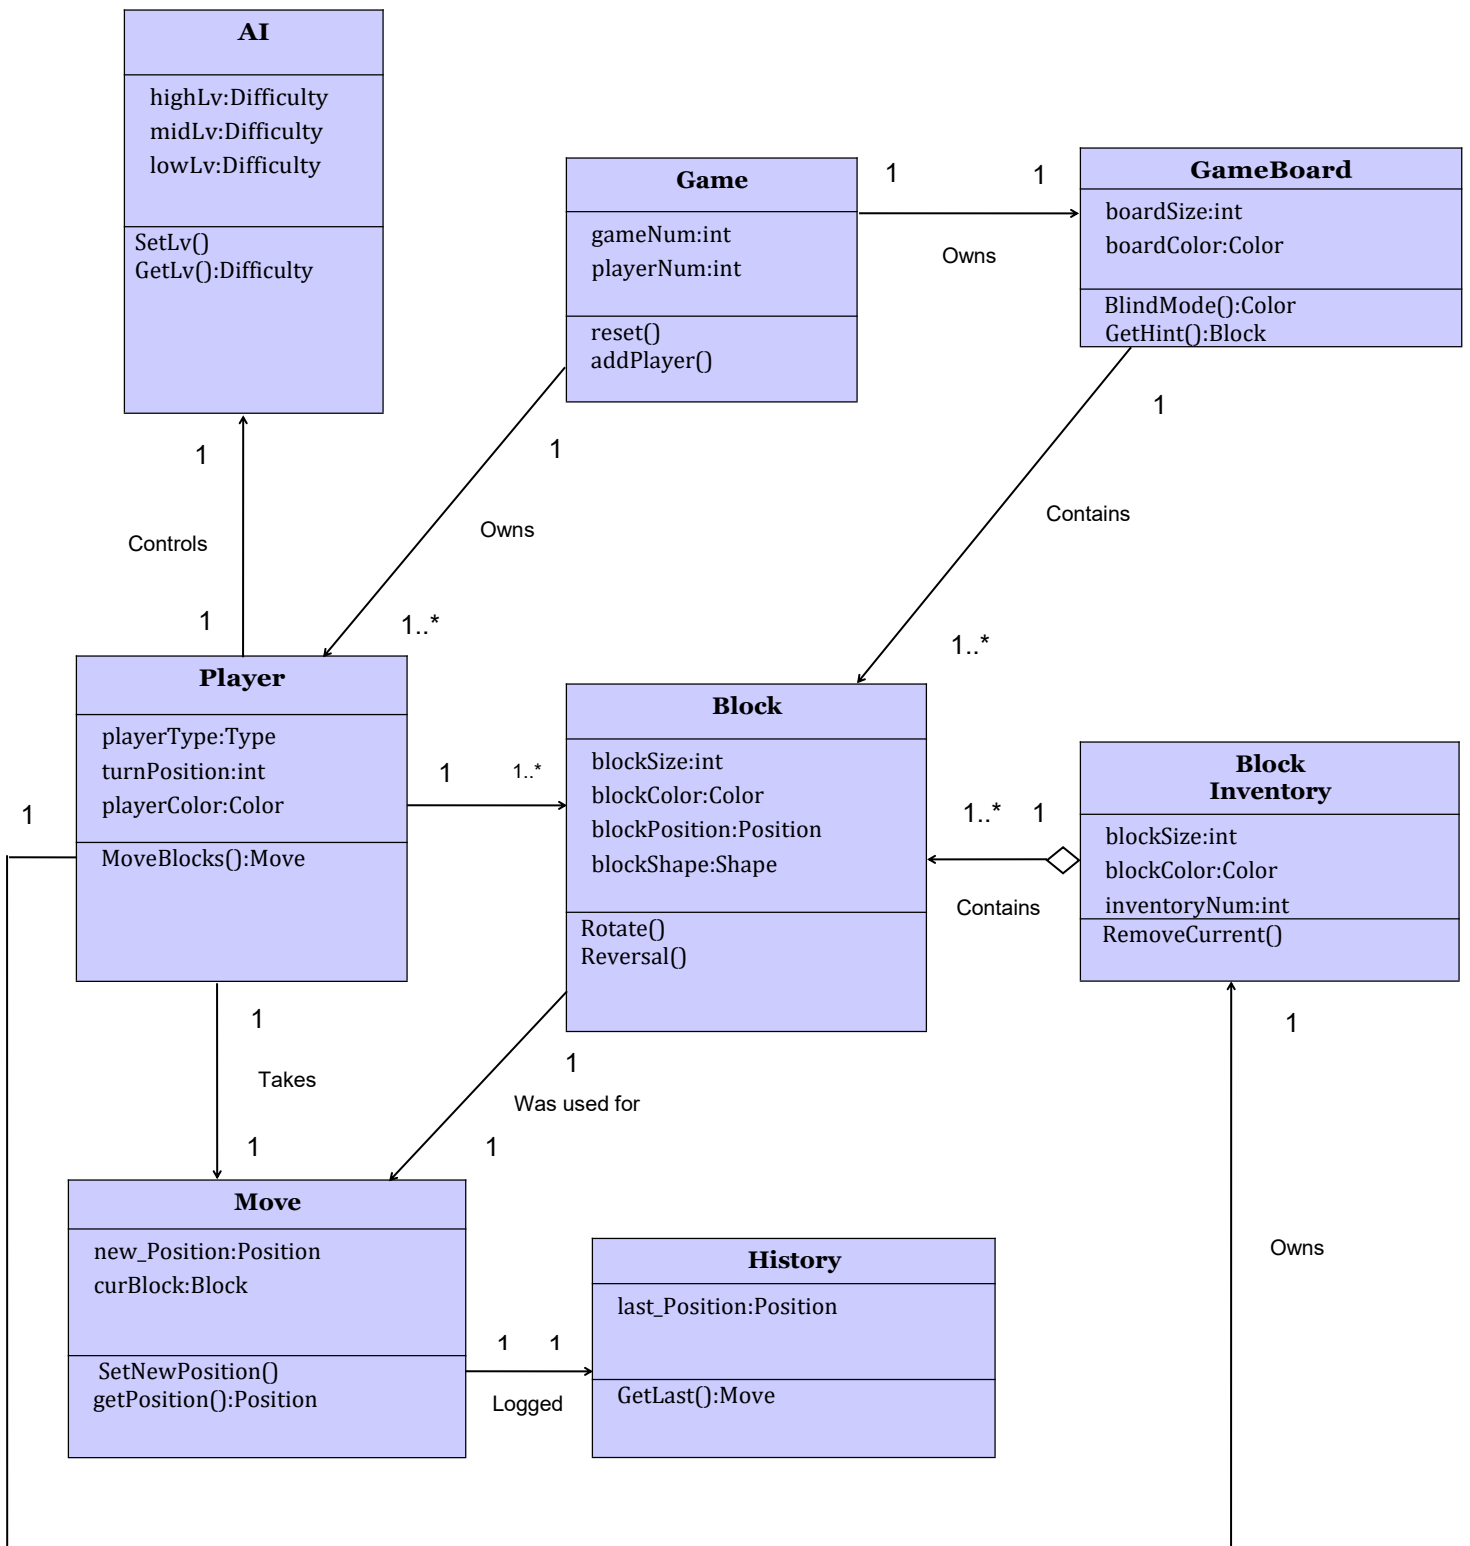 AI
highLv:Difficulty
midLv:Difficulty
lowLv:Difficulty
SetLv()
GetLv():Difficulty
Game
gameNum:int
playerNum:int
reset()
addPlayer()
1
1
Owns
GameBoard
boardSize:int
boardColor:Color
BlindMode():Color
GetHint():Block
1
Controls
1
1
Owns
1..*
1
Contains
1..*
Player
playerType:Type
turnPosition:int
playerColor:Color
MoveBlocks():Move
1
1
1..*
Block
blockSize:int
blockColor:Color
blockPosition:Position
blockShape:Shape
Rotate()
Reversal()
1..*
1
Contains
Block
Inventory
blockSize:int
blockColor:Color
inventoryNum:int
RemoveCurrent()
1
Takes
1
1
Was used for
1
1
Owns
Move
new_Position:Position
curBlock:Block
SetNewPosition()
getPosition():Position
1
1
Logged
History
last_Position:Position
GetLast():Move